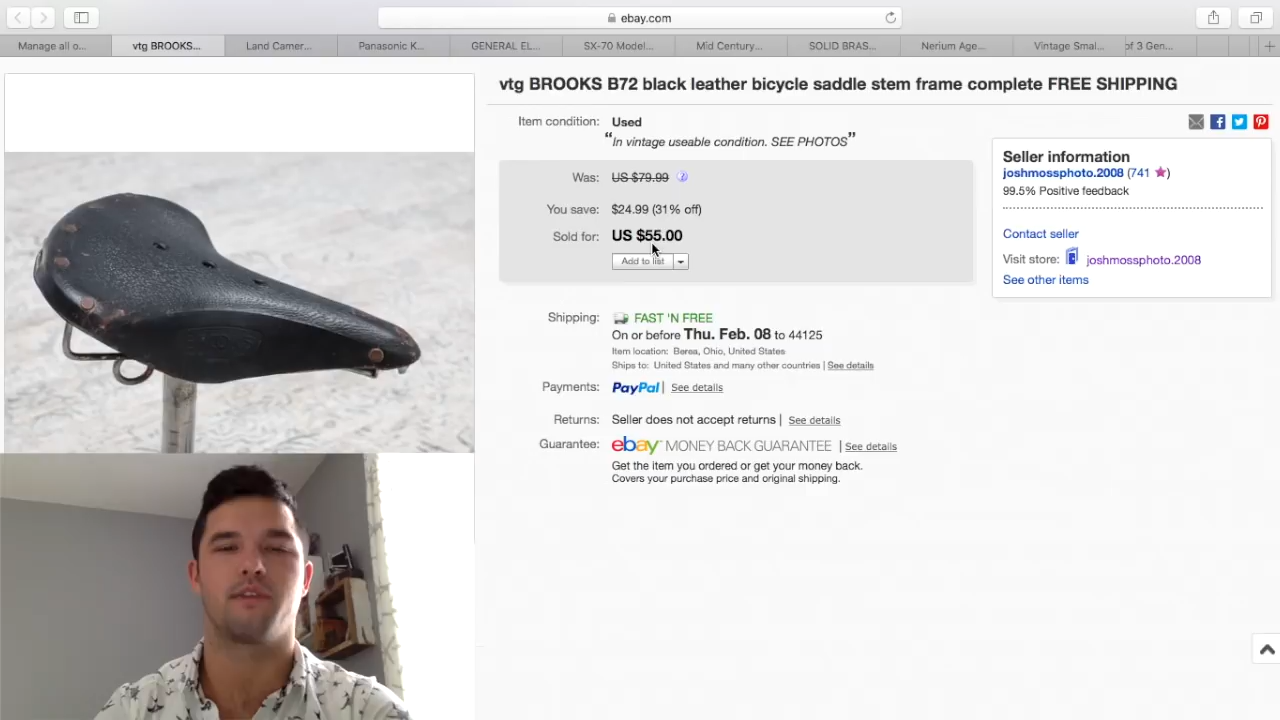 ebay.com
Manage all o...
vtg BROOKS...
Land Camer...
Panasonic K...
GENERAL EL...
SX-70 Model...
Mid Century...
SOLID BRAS...
Nerium Age...
Vintage Smal...
of 3 Gen...
vtg BROOKS B72 black leather bicycle saddle stem frame complete FREE SHIPPING
Item condition: Used
“In vintage useable condition. SEE PHOTOS”
Was: US $79.99 ?
You save: $24.99 (31% off)
Sold for: US $55.00
Add to list
Shipping: FAST 'N FREE
On or before Thu. Feb. 08 to 44125
Item location: Berea, Ohio, United States
Ships to: United States and many other countries | See details
Payments: PayPal | See details
Returns: Seller does not accept returns | See details
Guarantee: ebay MONEY BACK GUARANTEE | See details
Get the item you ordered or get your money back.
Covers your purchase price and original shipping.
Seller information
joshmossphoto.2008 (741 ★)
99.5% Positive feedback
Contact seller
Visit store: joshmossphoto.2008
See other items